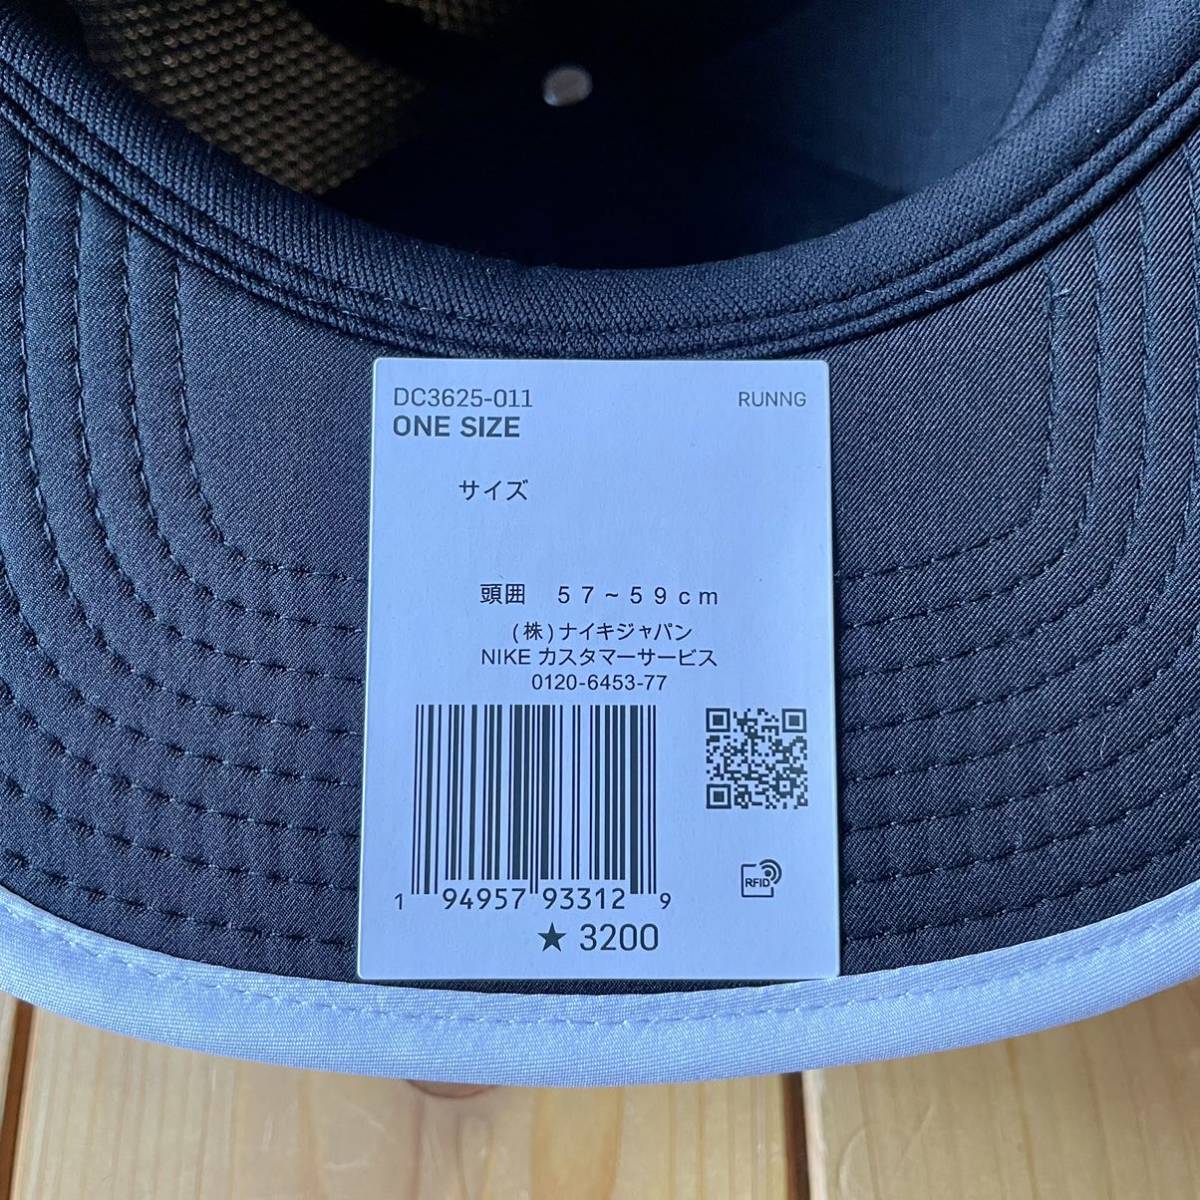 DC3625-011 RUNNG
ONE SIZE
サイズ
頭囲　５７~５９ｃｍ
(株)ナイキジャパン
NIKE カスタマーサービス
0120-6453-77
1 94957 93312 9
RFID
★ 3200